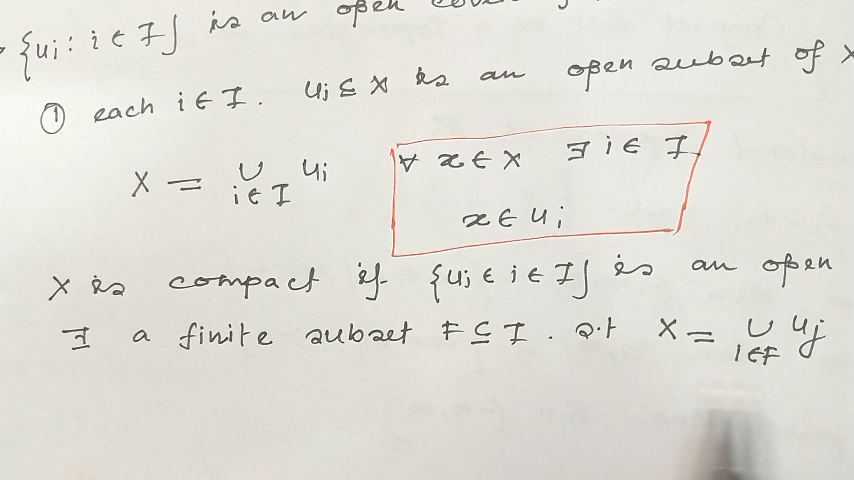 {uᵢ : i ∈ I} is an open
① each i ∈ I. uᵢ ⊆ X is an open subset of X
X = ∪_{i ∈ I} uᵢ
∀ x ∈ X ∃ i ∈ I
x ∈ uᵢ
X is compact if {uᵢ ∈ i ∈ I} is an open
∃ a finite subset F ⊆ I. s.t X = ∪_{i ∈ F} uⱼ